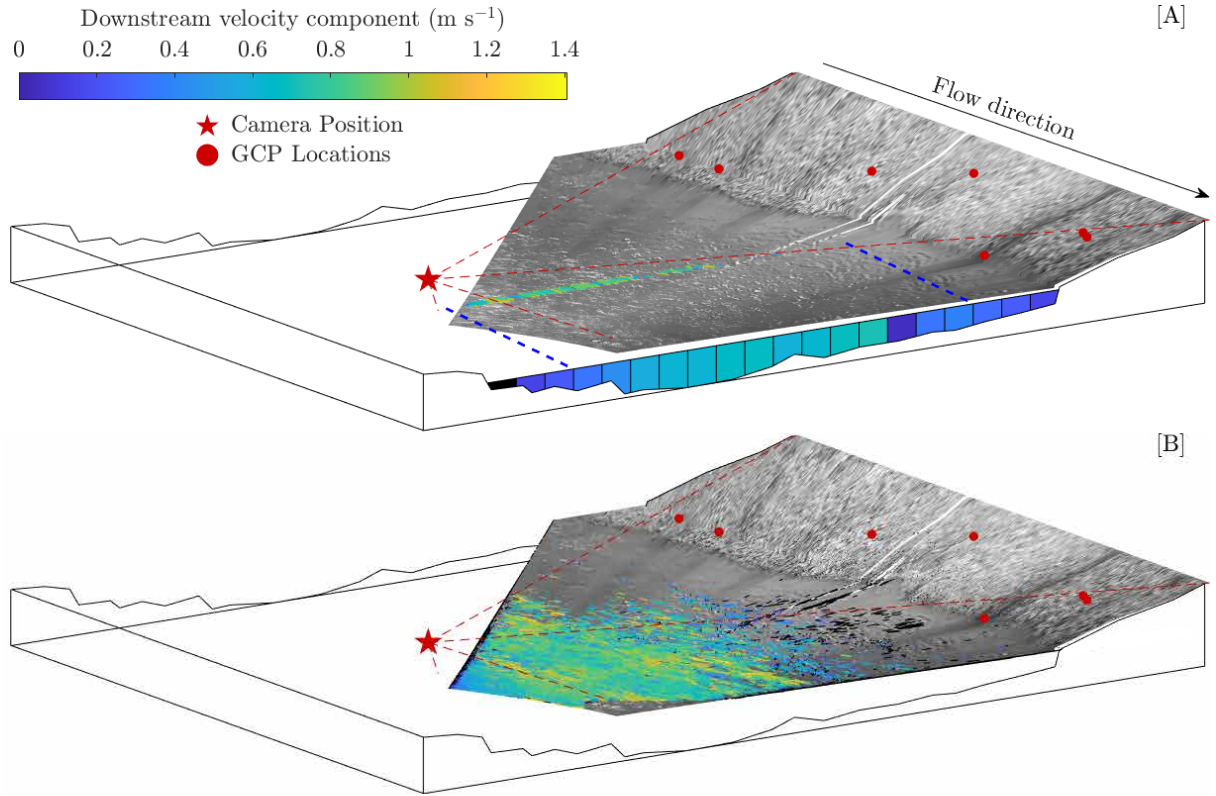 Downstream velocity component (m s⁻¹)
[A]
0 0.2 0.4 0.6 0.8 1 1.2 1.4
Flow direction
Camera Position
GCP Locations
[B]